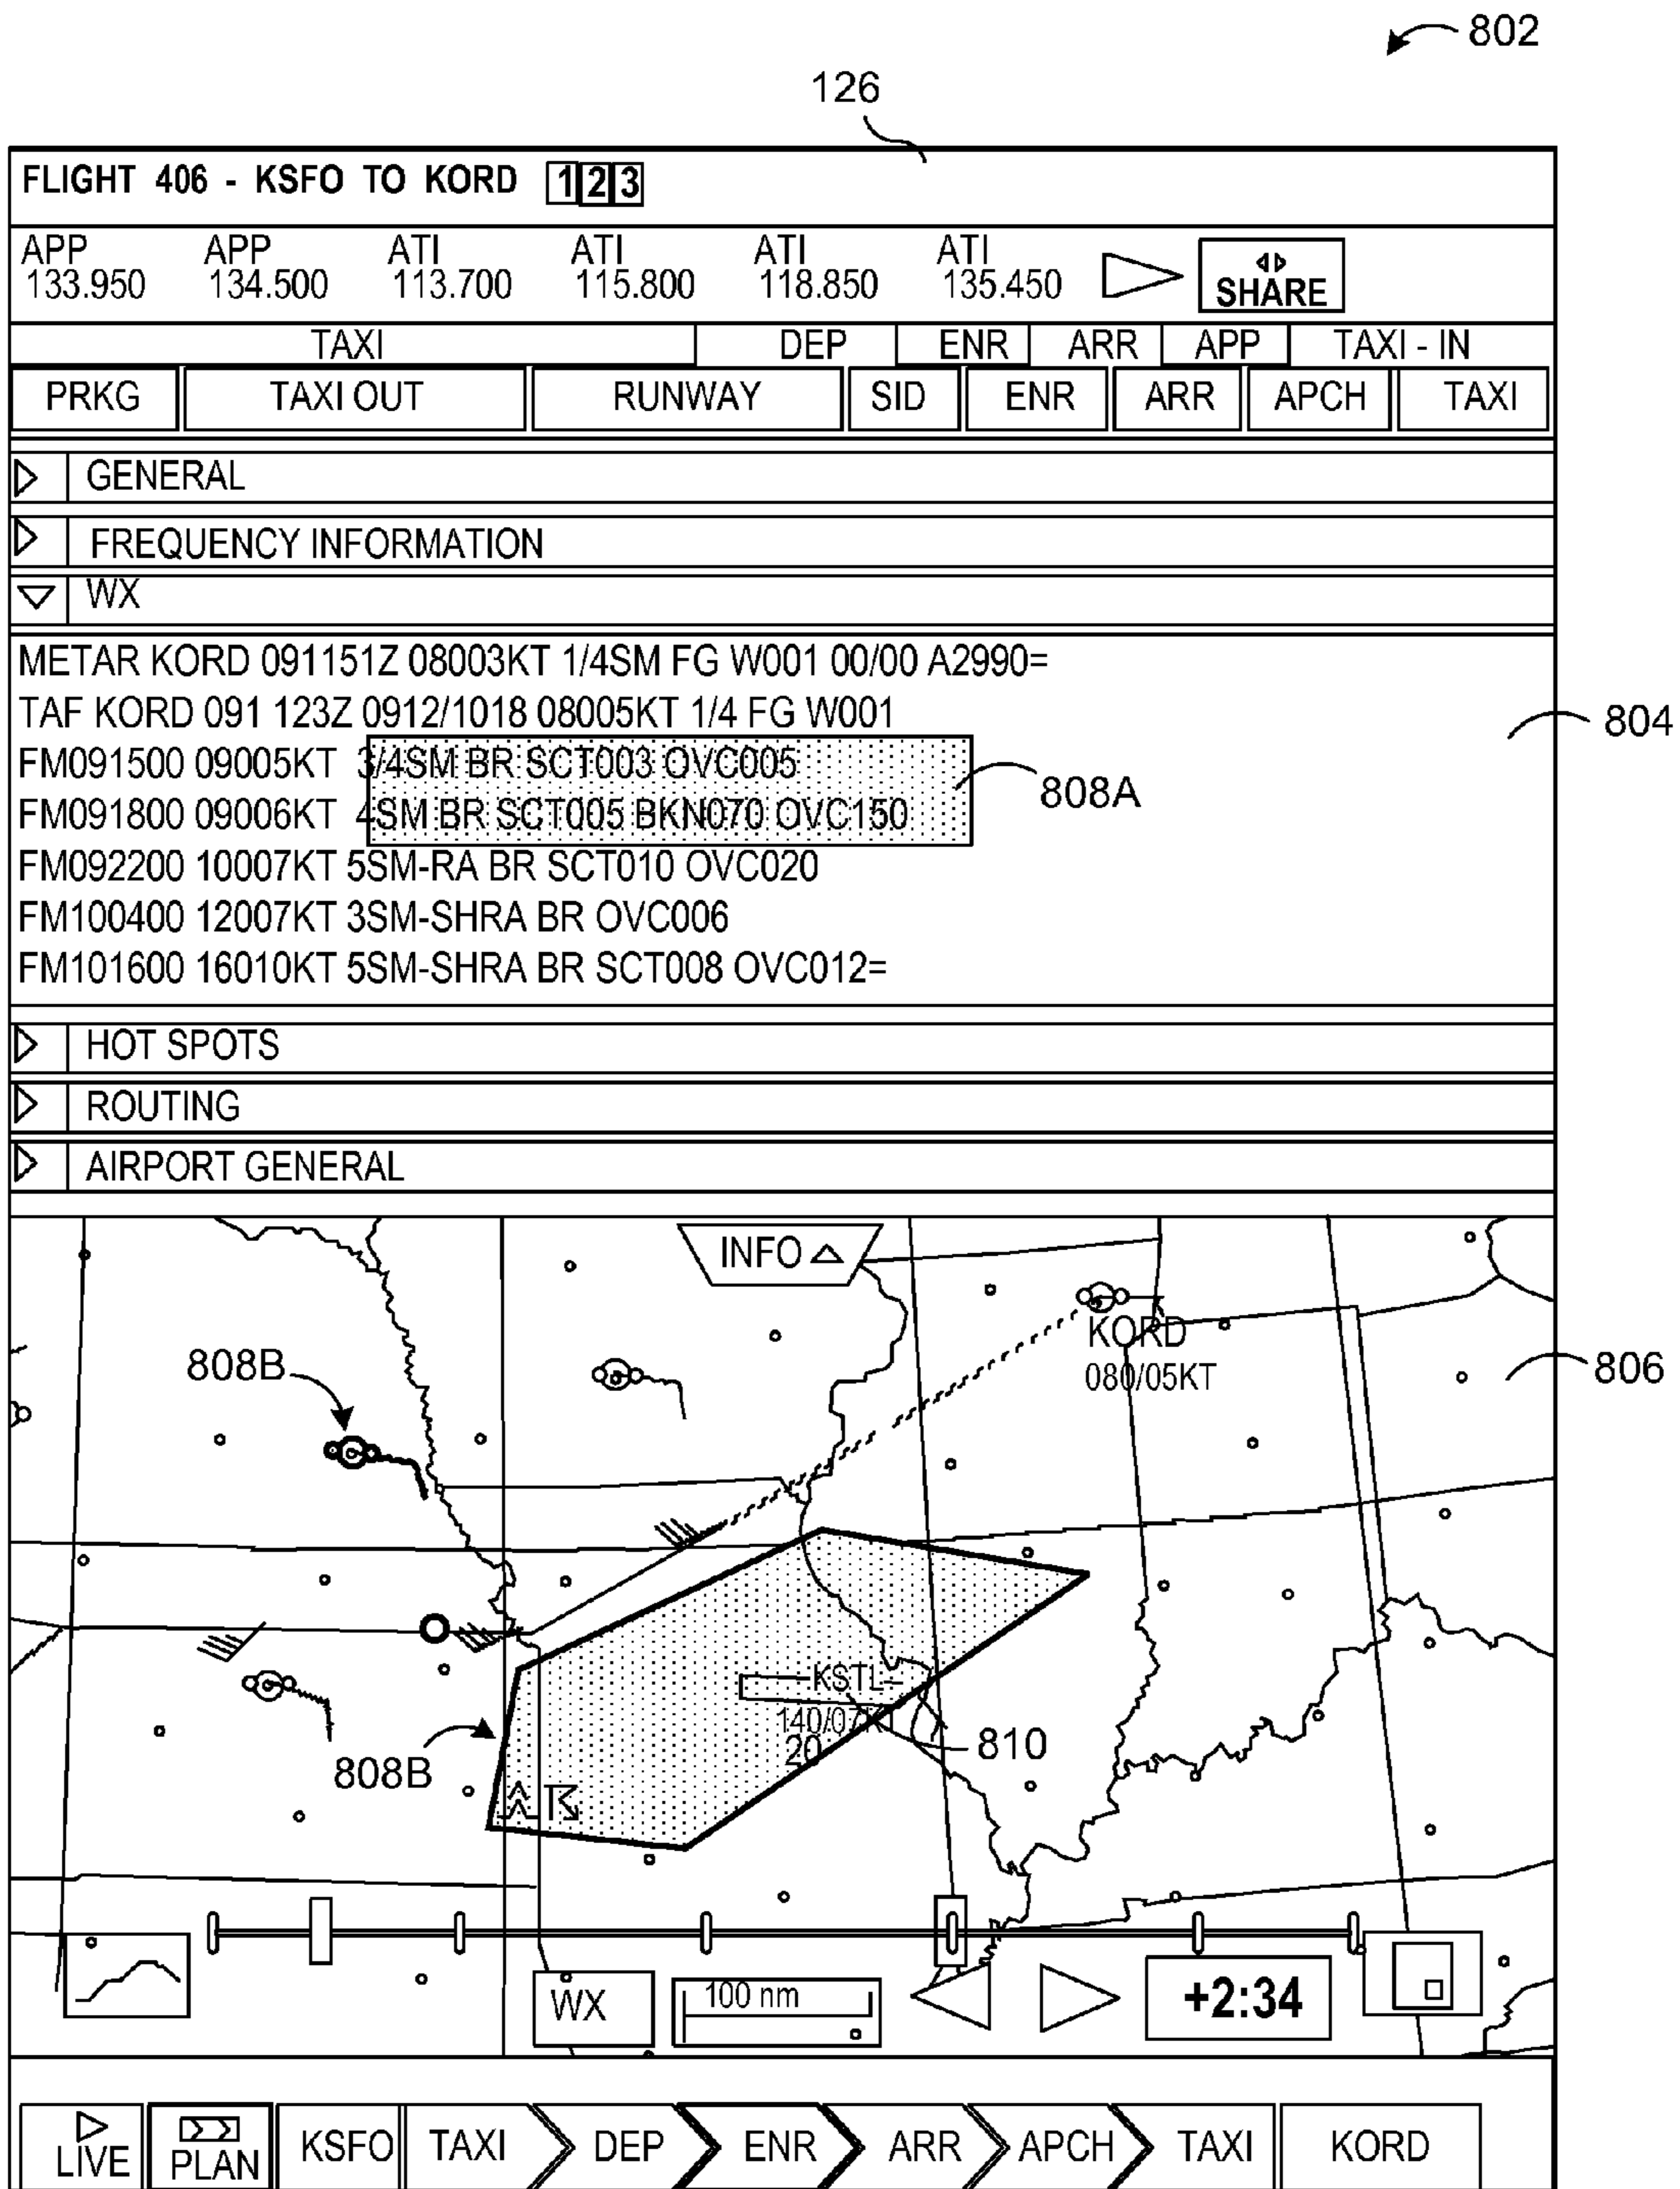 802
126
FLIGHT 406 - KSFO TO KORD 1 2 3
APP APP ATI ATI ATI ATI
133.950 134.500 113.700 115.800 118.850 135.450 SHARE
TAXI DEP ENR ARR APP TAXI - IN
PRKG TAXI OUT RUNWAY SID ENR ARR APCH TAXI
GENERAL
FREQUENCY INFORMATION
WX
METAR KORD 091151Z 08003KT 1/4SM FG W001 00/00 A2990=
TAF KORD 091 123Z 0912/1018 08005KT 1/4 FG W001
804
FM091500 09005KT 3/4SM BR SCT003 OVC005
808A
FM091800 09006KT 4SM BR SCT005 BKN070 OVC150
FM092200 10007KT 5SM-RA BR SCT010 OVC020
FM100400 12007KT 3SM-SHRA BR OVC006
FM101600 16010KT 5SM-SHRA BR SCT008 OVC012=
HOT SPOTS
ROUTING
AIRPORT GENERAL
INFO
KORD
080/05KT
808B
806
KSTL
140/07KT
20
810
808B
WX
100 nm
+2:34
LIVE PLAN KSFO TAXI DEP ENR ARR APCH TAXI KORD